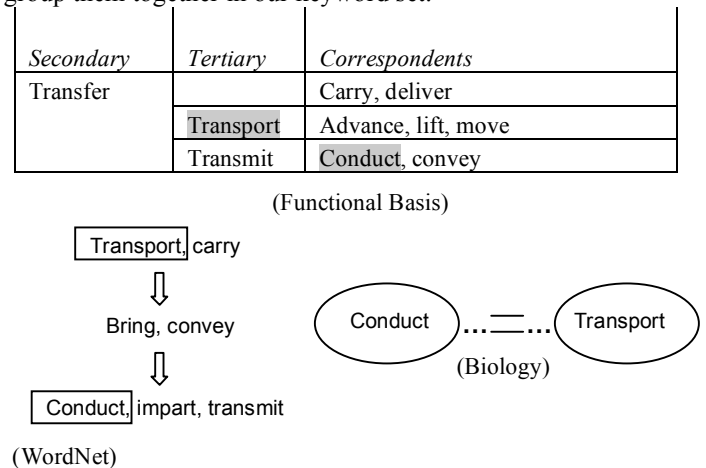 group them together in our keyword set.
Secondary Tertiary Correspondents
Transfer Carry, deliver
Transport Advance, lift, move
Transmit Conduct, convey
(Functional Basis)
Transport, carry
Bring, convey
Conduct ...=... Transport
(Biology)
Conduct, impart, transmit
(WordNet)